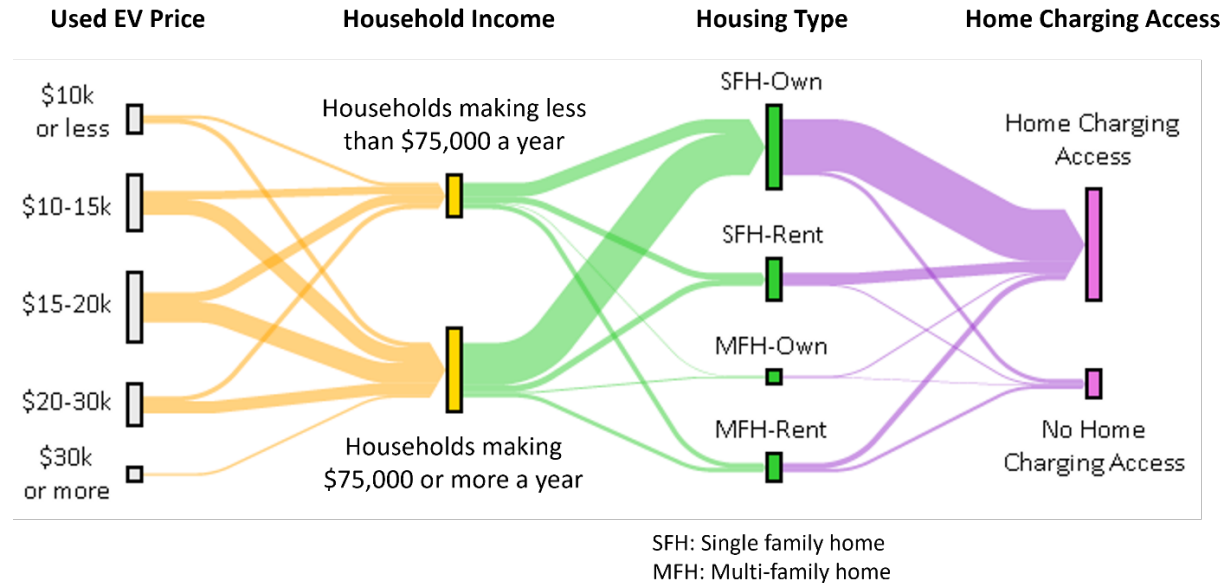 Used EV Price
Household Income
Housing Type
Home Charging Access
$10k
or less
$10-15k
$15-20k
$20-30k
$30k
or more
Households making less
than $75,000 a year
Households making
$75,000 or more a year
SFH-Own
SFH-Rent
MFH-Own
MFH-Rent
Home Charging
Access
No Home
Charging Access
SFH: Single family home
MFH: Multi-family home